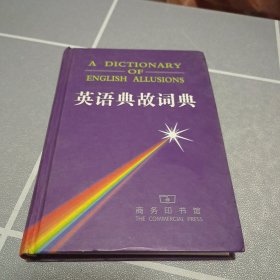 A DICTIONARY
OF
ENGLISH ALLUSIONS
英语典故词典
商务印书馆
THE COMMERCIAL PRESS